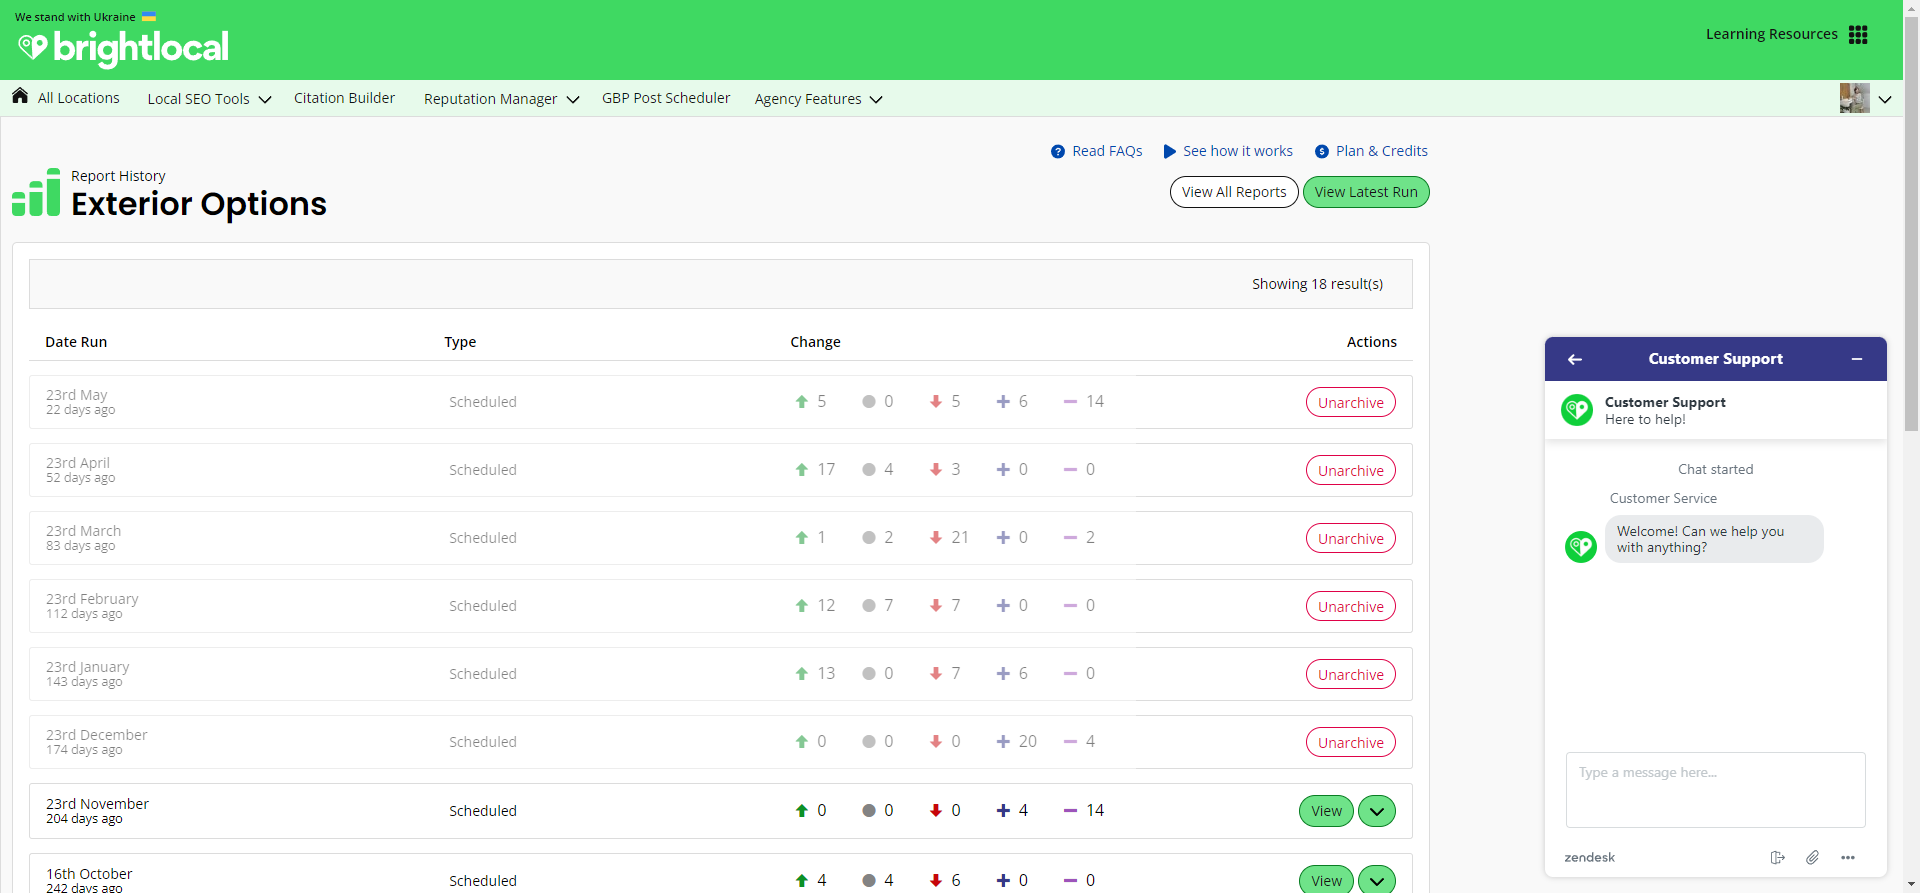 We stand with Ukraine
brightlocal
Learning Resources
All Locations
Local SEO Tools
Citation Builder
Reputation Manager
GBP Post Scheduler
Agency Features
Read FAQs
See how it works
Plan & Credits
Report History
Exterior Options
View All Reports
View Latest Run
Showing 18 result(s)
Date Run Type Change Actions
23rd May
22 days ago
Scheduled 5 0 5 6 14 Unarchive
23rd April
52 days ago
Scheduled 17 4 3 0 0 Unarchive
23rd March
83 days ago
Scheduled 1 2 21 0 2 Unarchive
23rd February
112 days ago
Scheduled 12 7 7 0 0 Unarchive
23rd January
143 days ago
Scheduled 13 0 7 6 0 Unarchive
23rd December
174 days ago
Scheduled 0 0 0 20 4 Unarchive
23rd November
204 days ago
Scheduled 0 0 0 4 14 View
16th October
242 days ago
Scheduled 4 4 6 0 0 View
Customer Support
Customer Support
Here to help!
Chat started
Customer Service
Welcome! Can we help you
with anything?
Type a message here...
zendesk